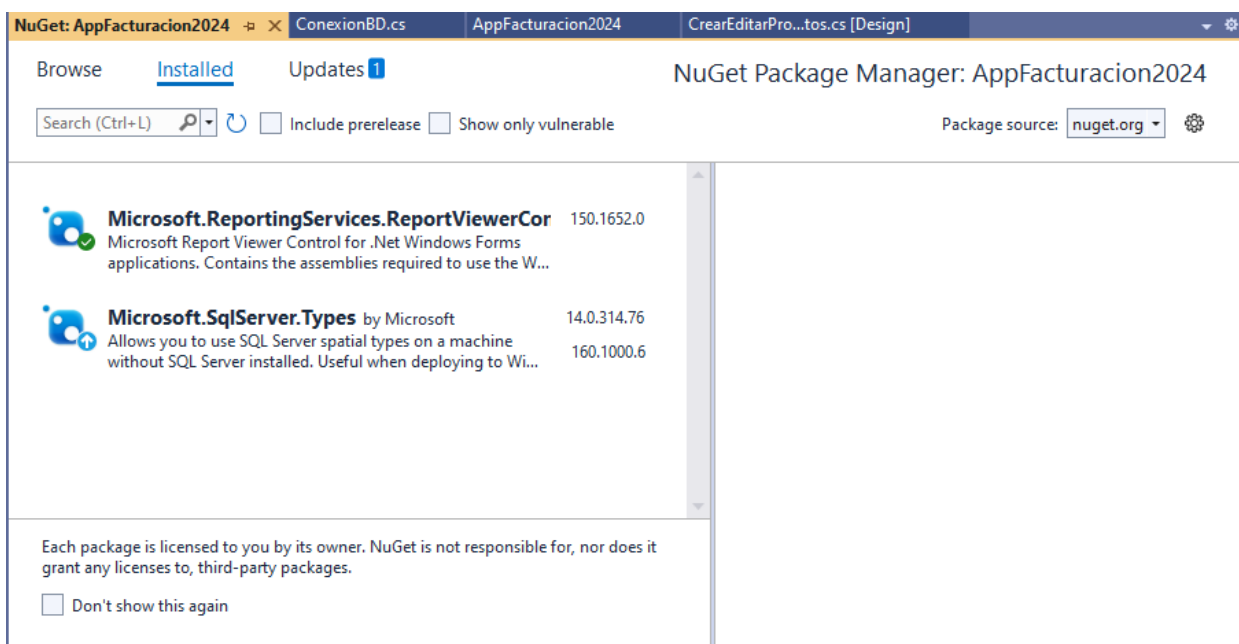 NuGet: AppFacturacion2024 ConexionBD.cs AppFacturacion2024 CrearEditarPro...tos.cs [Design]
Browse Installed Updates 1 NuGet Package Manager: AppFacturacion2024
Search (Ctrl+L) Include prerelease Show only vulnerable Package source: nuget.org
Microsoft.ReportingServices.ReportViewerCor 150.1652.0
Microsoft Report Viewer Control for .Net Windows Forms
applications. Contains the assemblies required to use the W...
Microsoft.SqlServer.Types by Microsoft 14.0.314.76
Allows you to use SQL Server spatial types on a machine 160.1000.6
without SQL Server installed. Useful when deploying to Wi...
Each package is licensed to you by its owner. NuGet is not responsible for, nor does it
grant any licenses to, third-party packages.
Don't show this again